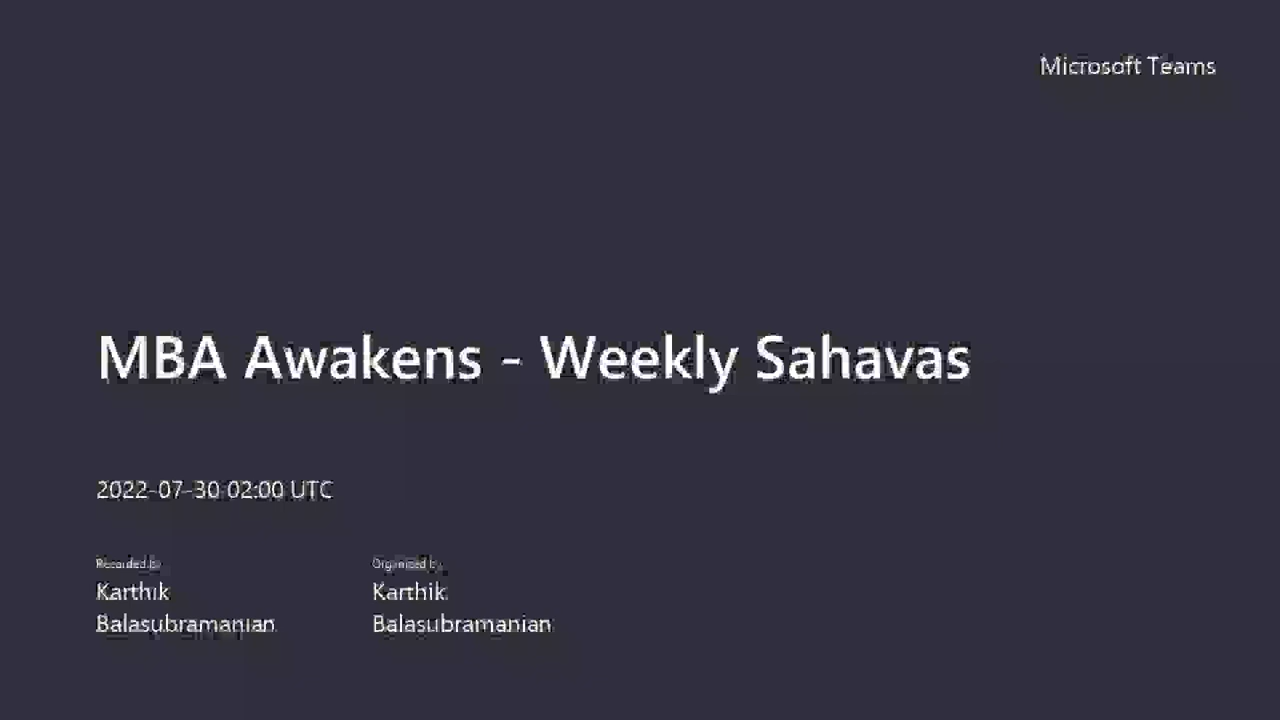 Microsoft Teams
MBA Awakens - Weekly Sahavas
2022-07-30 02:00 UTC
Recorded by
Organized by
Karthik
Balasubramanian
Karthik
Balasubramanian